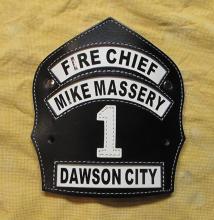 FIRE CHIEF
MIKE MASSERY
1
DAWSON CITY